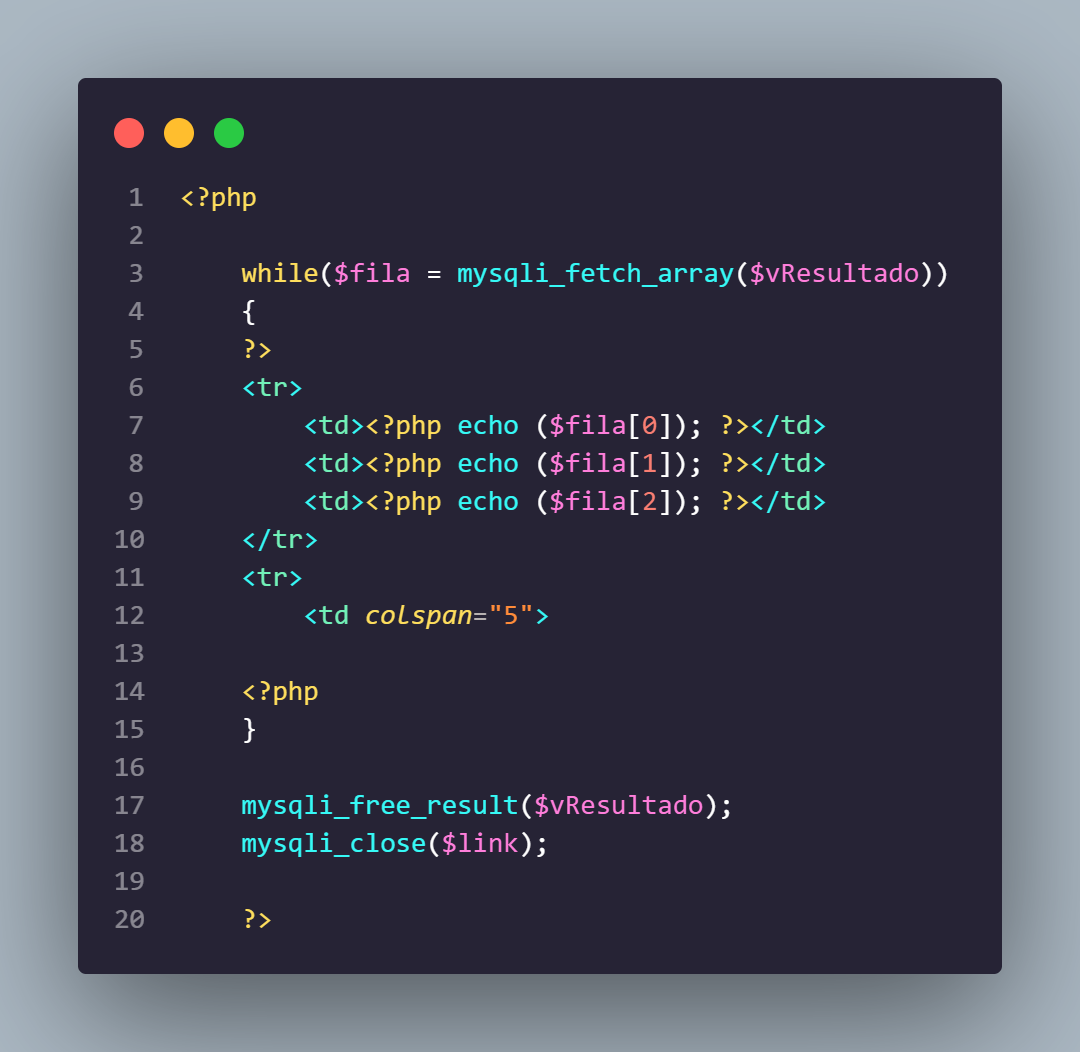 1 <?php
2
3 while($fila = mysqli_fetch_array($vResultado))
4 {
5 ?>
6 <tr>
7 <td><?php echo ($fila[0]); ?></td>
8 <td><?php echo ($fila[1]); ?></td>
9 <td><?php echo ($fila[2]); ?></td>
10 </tr>
11 <tr>
12 <td colspan="5">
13
14 <?php
15 }
16
17 mysqli_free_result($vResultado);
18 mysqli_close($link);
19
20 ?>